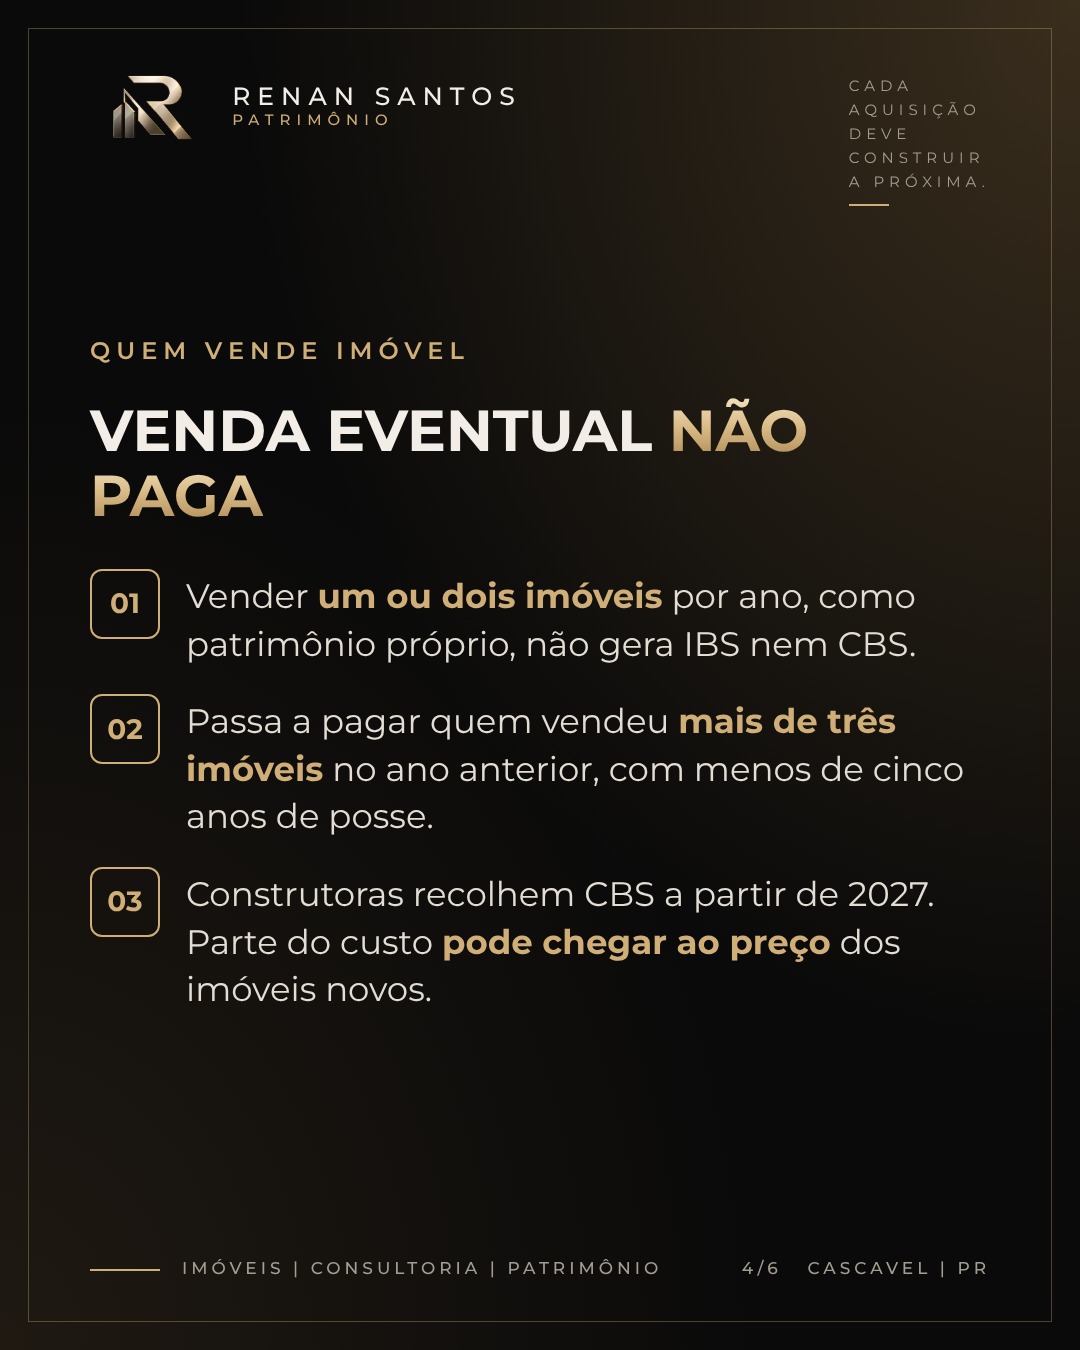 RENAN SANTOS
PATRIMÔNIO
CADA
AQUISIÇÃO
DEVE
CONSTRUIR
A PRÓXIMA.
QUEM VENDE IMÓVEL
VENDA EVENTUAL NÃO
PAGA
01
Vender um ou dois imóveis por ano, como
patrimônio próprio, não gera IBS nem CBS.
02
Passa a pagar quem vendeu mais de três
imóveis no ano anterior, com menos de cinco
anos de posse.
03
Construtoras recolhem CBS a partir de 2027.
Parte do custo pode chegar ao preço dos
imóveis novos.
IMÓVEIS | CONSULTORIA | PATRIMÔNIO
4/6 CASCAVEL | PR